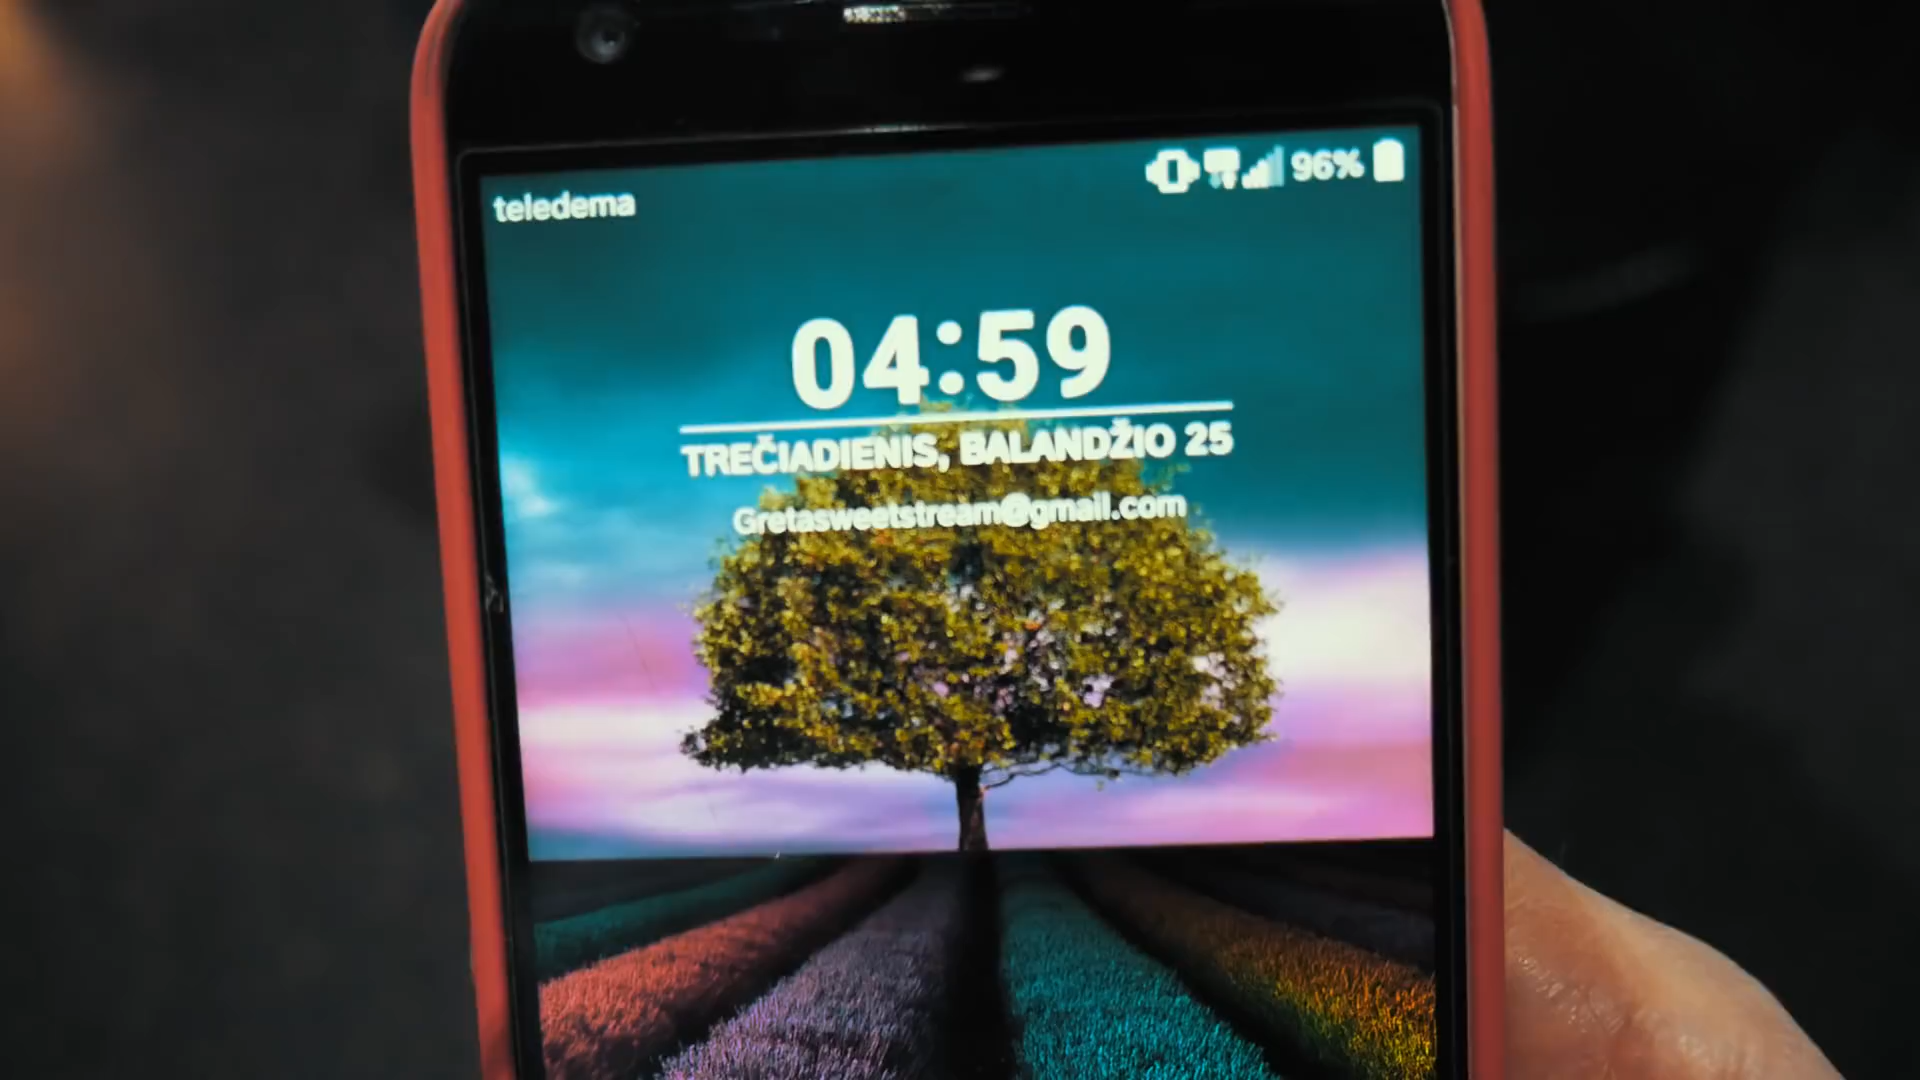 teledema
96%
04:59
TREČIADIENIS, BALANDŽIO 25
Gretasweetstream@gmail.com